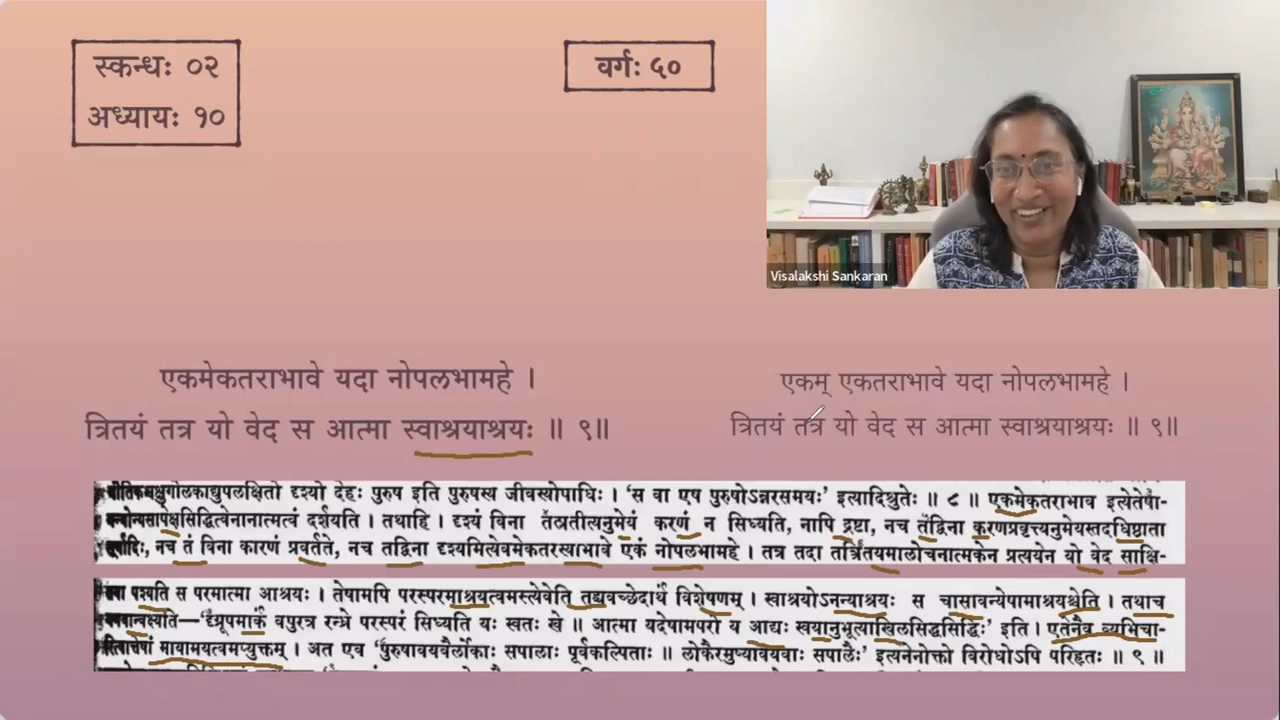 स्कन्धः ०२
अध्यायः १०
वर्गः ५०
Visalakshi Sankaran
एकमेकतराभावे यदा नोपलभामहे ।
त्रितयं तत्र यो वेद स आत्मा स्वाश्रयाश्रयः ॥ ९॥
एकम् एकतराभावे यदा नोपलभामहे ।
त्रितयं तत्र यो वेद स आत्मा स्वाश्रयाश्रयः ॥ ९॥
दृश्यो देहः पुरुष इति पुरुषस्य जीवस्योपाधिः । ‘स वा एष पुरुषोऽन्नरसमयः’ इत्यादिश्रुतेः ॥ ८ ॥ एकमेकतराभाव इत्येतेषा-
दर्शयति । तथाहि । दृश्यं विना तत्प्रतीत्यनुमेयं करणं न सिध्यति, नापि द्रष्टा, नच तद्विना करणप्रवृत्त्यनुमेयस्तदधिष्ठाता
नच तं विना कारणं प्रवर्तते, नच तद्विना दृश्यमित्येवमेकतरस्याभावे एकं नोपलभामहे । तत्र तदा तत्त्रितयमालोचनात्मकेन प्रत्ययेन यो वेद साक्षि-
पश्यति स परमात्मा आश्रयः । तेषामपि परस्परमाश्रयत्वमस्त्येवेति तद्व्यवच्छेदार्थं विशेषणम् । स्वाश्रयोऽनन्याश्रयः स चासावन्येषामाश्रयश्चेति । तथाच
‘दृग्रूपमार्कं वपुरत्र रन्ध्रे परस्परं सिध्यति यः स्वतः खे ॥ आत्मा यदेषामपरो य आद्यः स्वयानुभूत्याखिलसिद्धसिद्धिः’ इति । एतेनैव व्यभिचा-
मायामयत्वमप्युक्तम् । अत एव ‘पुरुषावयवैर्लोकाः सपालाः पूर्वकल्पिताः ॥ लोकैरमुष्यावयवाः सपालैः’ इत्यनेनोक्तो विरोधोऽपि परिहृतः ॥ ९ ॥